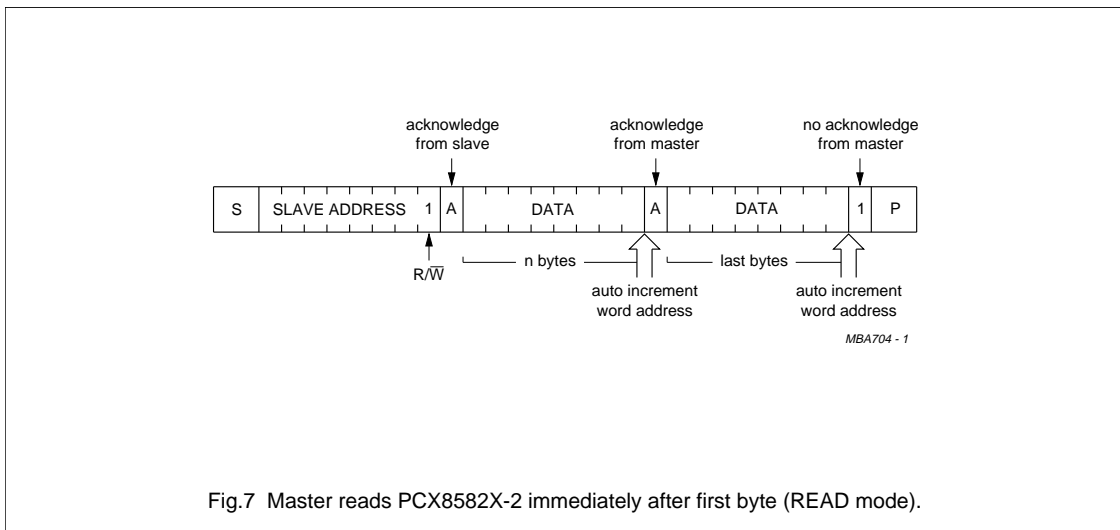 acknowledge
from slave
acknowledge
from master
no acknowledge
from master
S SLAVE ADDRESS 1 A DATA A DATA 1 P
R/W̅
n bytes
last bytes
auto increment
word address
auto increment
word address
MBA704 - 1
Fig.7 Master reads PCX8582X-2 immediately after first byte (READ mode).